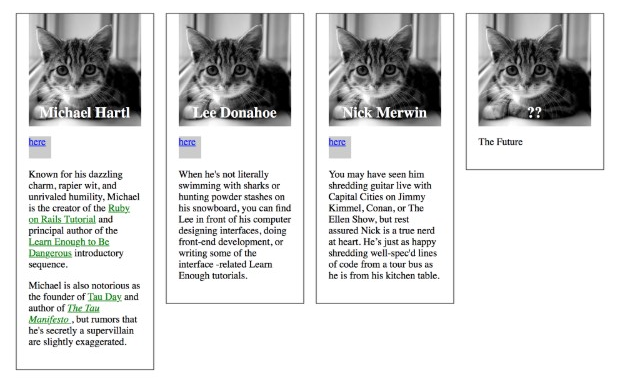 Michael Hartl
here
Known for his dazzling
charm, rapier wit, and
unrivaled humility, Michael
is the creator of the Ruby
on Rails Tutorial and
principal author of the
Learn Enough to Be
Dangerous introductory
sequence.
Michael is also notorious as
the founder of Tau Day and
author of The Tau
Manifesto , but rumors that
he's secretly a supervillain
are slightly exaggerated.
Lee Donahoe
here
When he's not literally
swimming with sharks or
hunting powder stashes on
his snowboard, you can find
Lee in front of his computer
designing interfaces, doing
front-end development, or
writing some of the
interface -related Learn
Enough tutorials.
Nick Merwin
here
You may have seen him
shredding guitar live with
Capital Cities on Jimmy
Kimmel, Conan, or The
Ellen Show, but rest
assured Nick is a true nerd
at heart. He's just as happy
shredding well-spec'd lines
of code from a tour bus as
he is from his kitchen table.
??
The Future